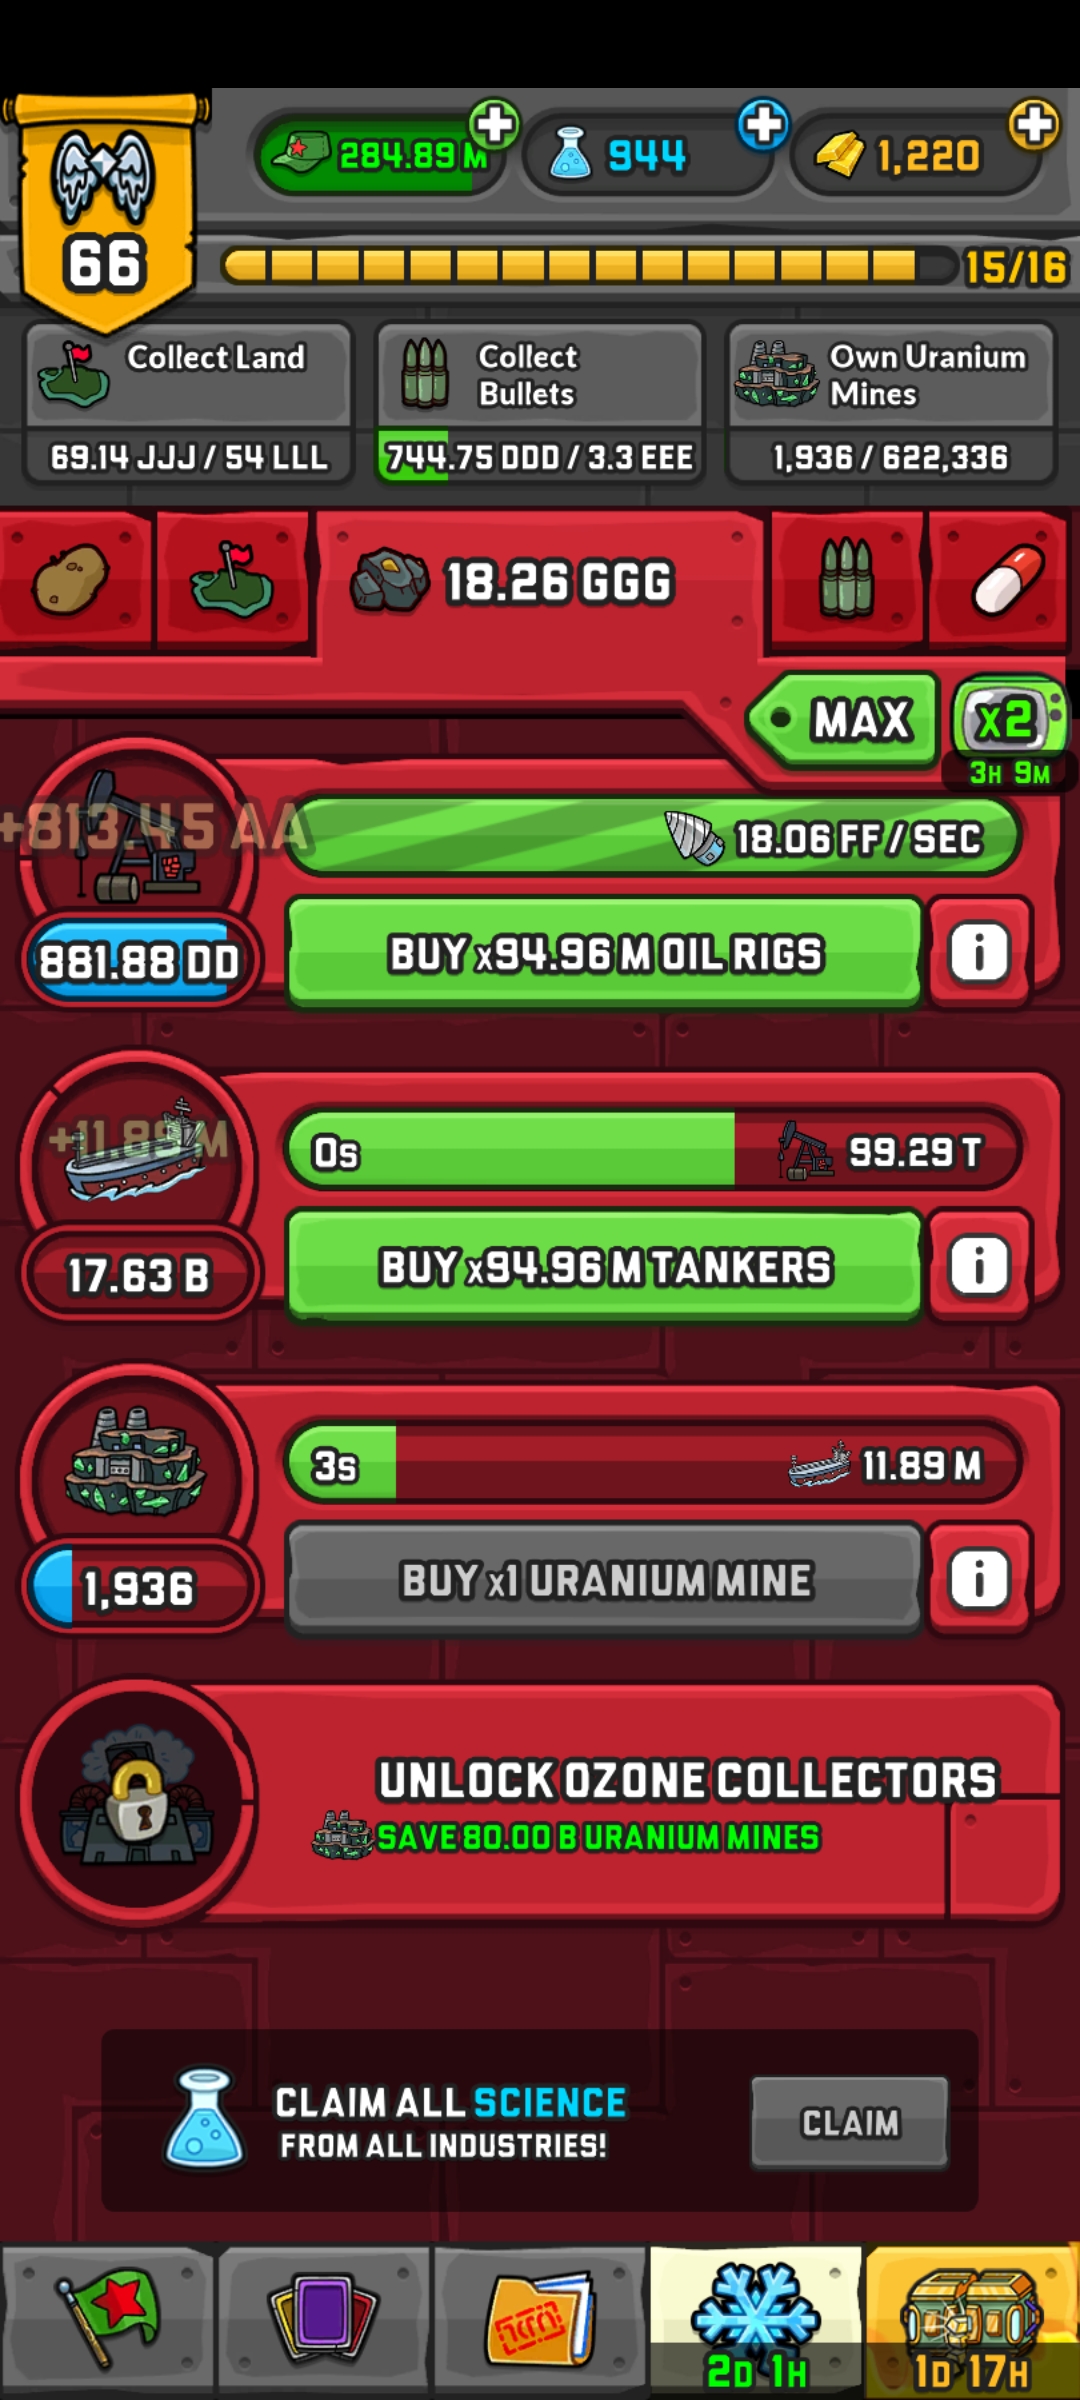 284.89 M
944
1,220
66
15/16
Collect Land
69.14 JJJ / 54 LLL
Collect
Bullets
744.75 DDD / 3.3 EEE
Own Uranium
Mines
1,936 / 622,336
18.26 GGG
MAX
x2
3H 9M
+813.45 AA
18.06 FF / SEC
881.88 DD
BUY x94.96 M OIL RIGS
i
+11.89 M
0s
99.29 T
17.63 B
BUY x94.96 M TANKERS
i
3s
11.89 M
1,936
BUY x1 URANIUM MINE
i
UNLOCK OZONE COLLECTORS
SAVE 80.00 B URANIUM MINES
CLAIM ALL SCIENCE
FROM ALL INDUSTRIES!
CLAIM
2D 1H
1D 17H